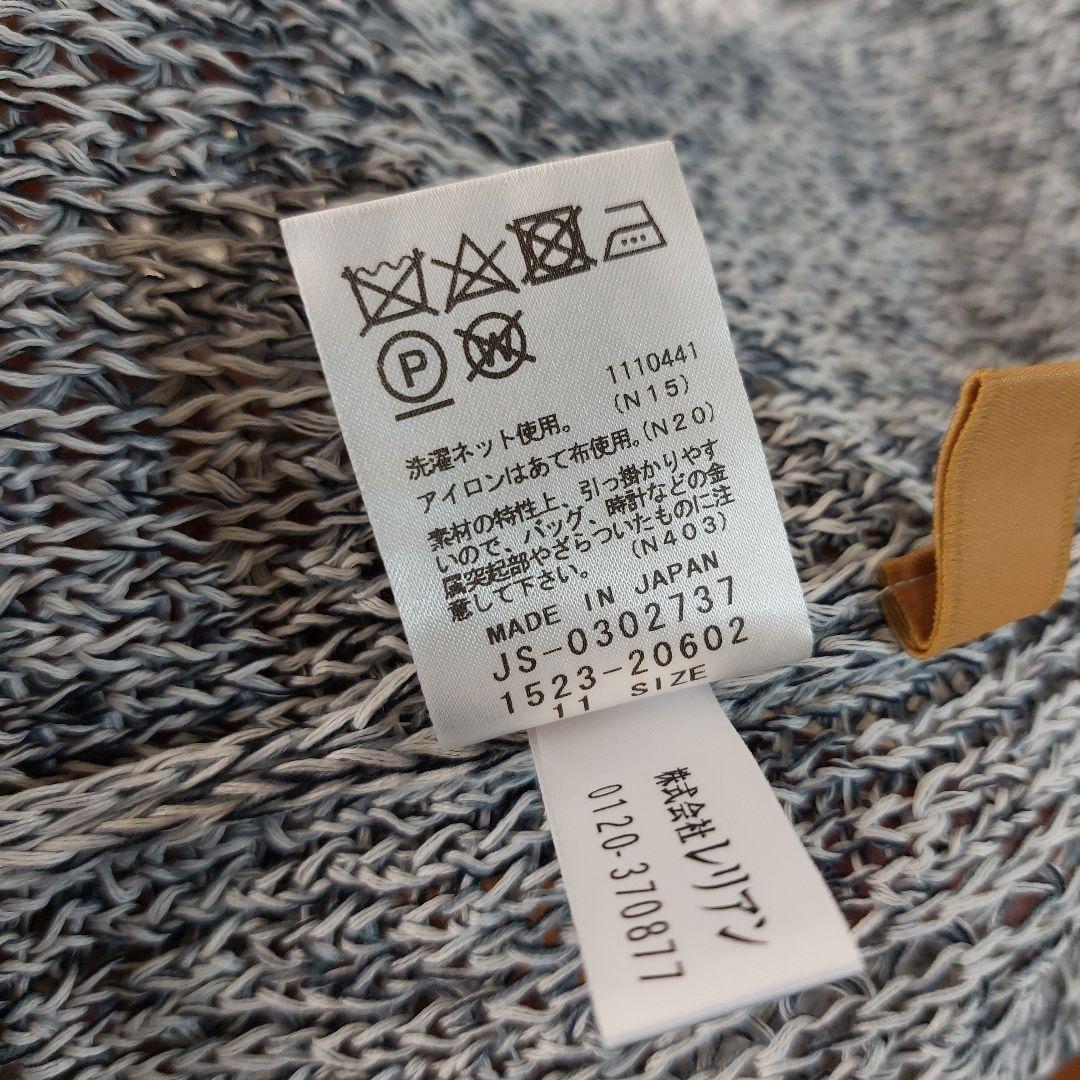 P
W
1110441
洗濯ネット使用。 (N15)
アイロンはあて布使用。(N20)
素材の特性上、引っ掛かりやす
いので、バッグ、時計などの金
属突起部やざらついたものに注
意して下さい。 (N403)
MADE IN JAPAN
JS-0302737
1523-20602
11 SIZE
株式会社レリアン
0120-370877